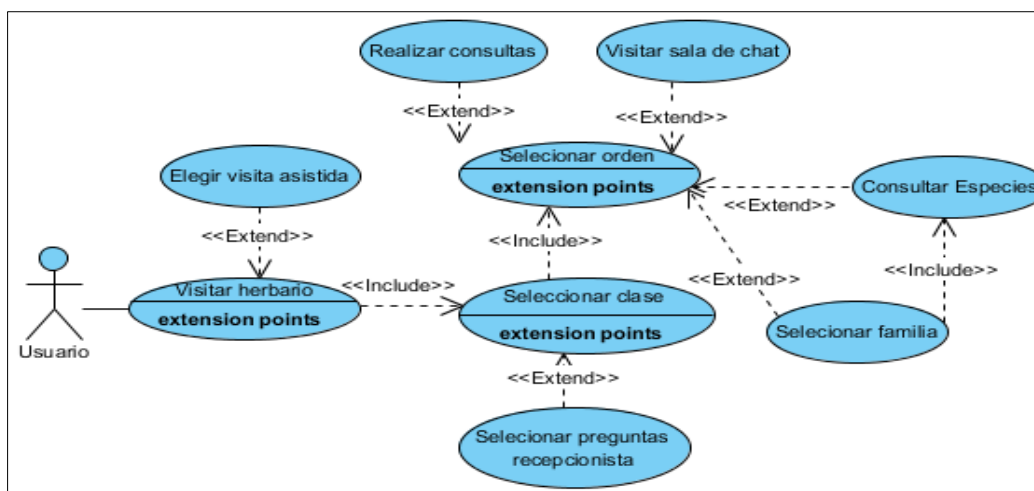 Realizar consultas
Visitar sala de chat
<<Extend>>
<<Extend>>
Elegir visita asistida
Selecionar orden
extension points
Consultar Especies
<<Extend>>
<<Extend>>
<<Include>>
<<Include>>
Visitar herbario
extension points
<<Include>>
Seleccionar clase
extension points
<<Extend>>
Selecionar familia
Usuario
<<Extend>>
Selecionar preguntas
recepcionista